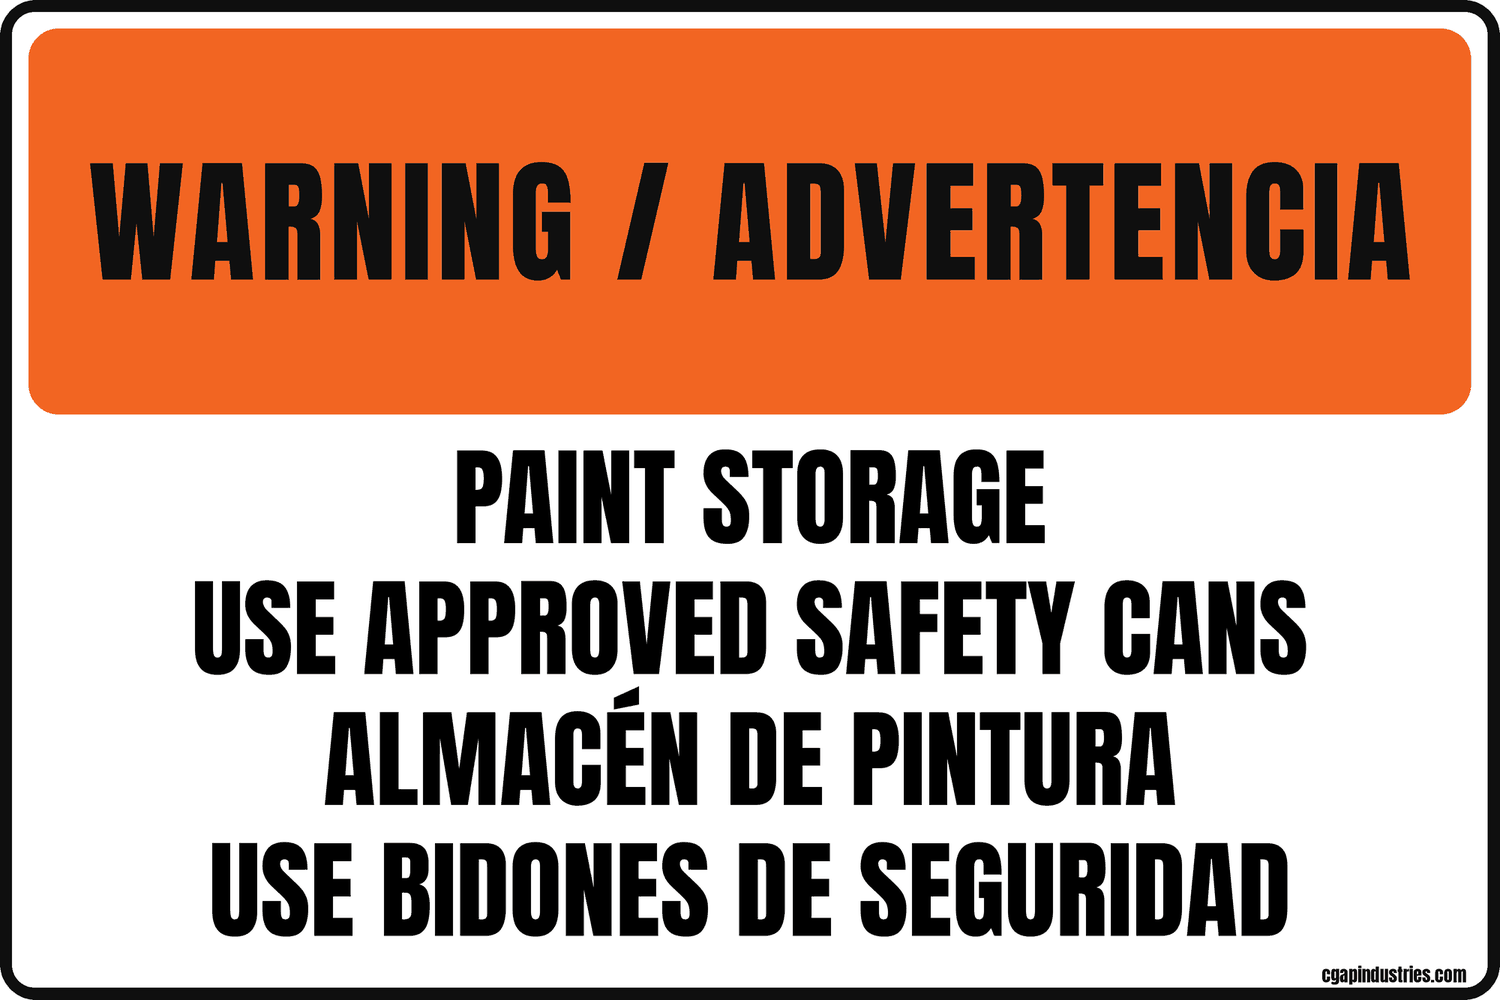 WARNING / ADVERTENCIA
PAINT STORAGE
USE APPROVED SAFETY CANS
ALMACÉN DE PINTURA
USE BIDONES DE SEGURIDAD
cgapindustries.com